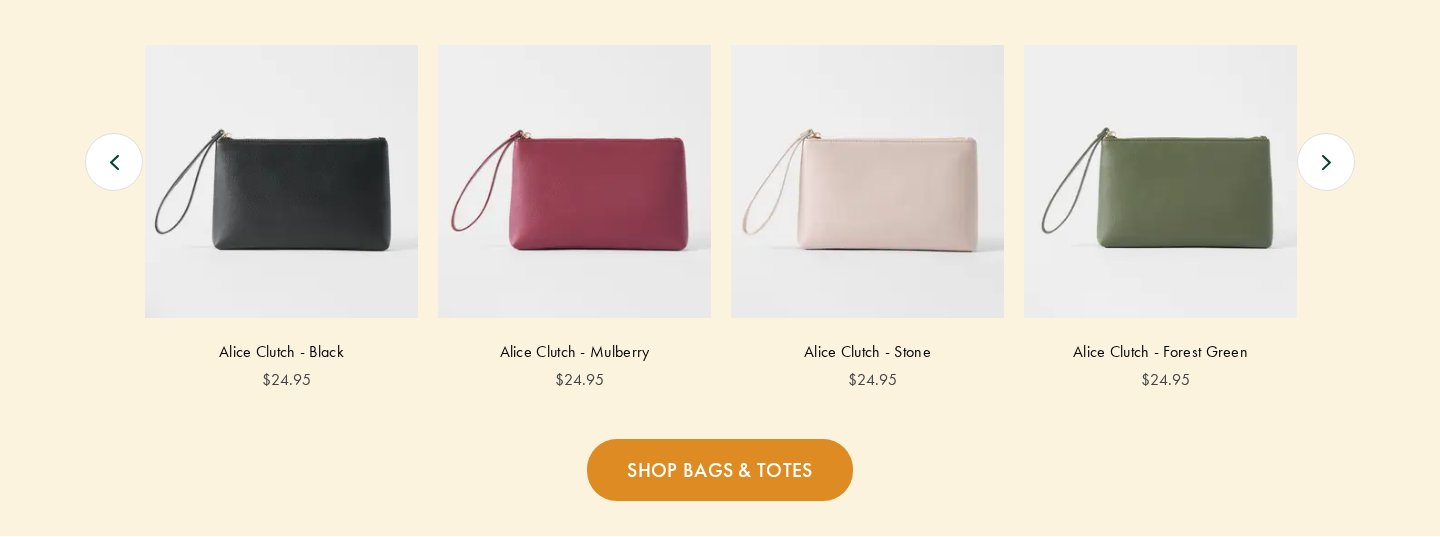 Alice Clutch - Black
$24.95
Alice Clutch - Mulberry
$24.95
Alice Clutch - Stone
$24.95
Alice Clutch - Forest Green
$24.95
SHOP BAGS & TOTES